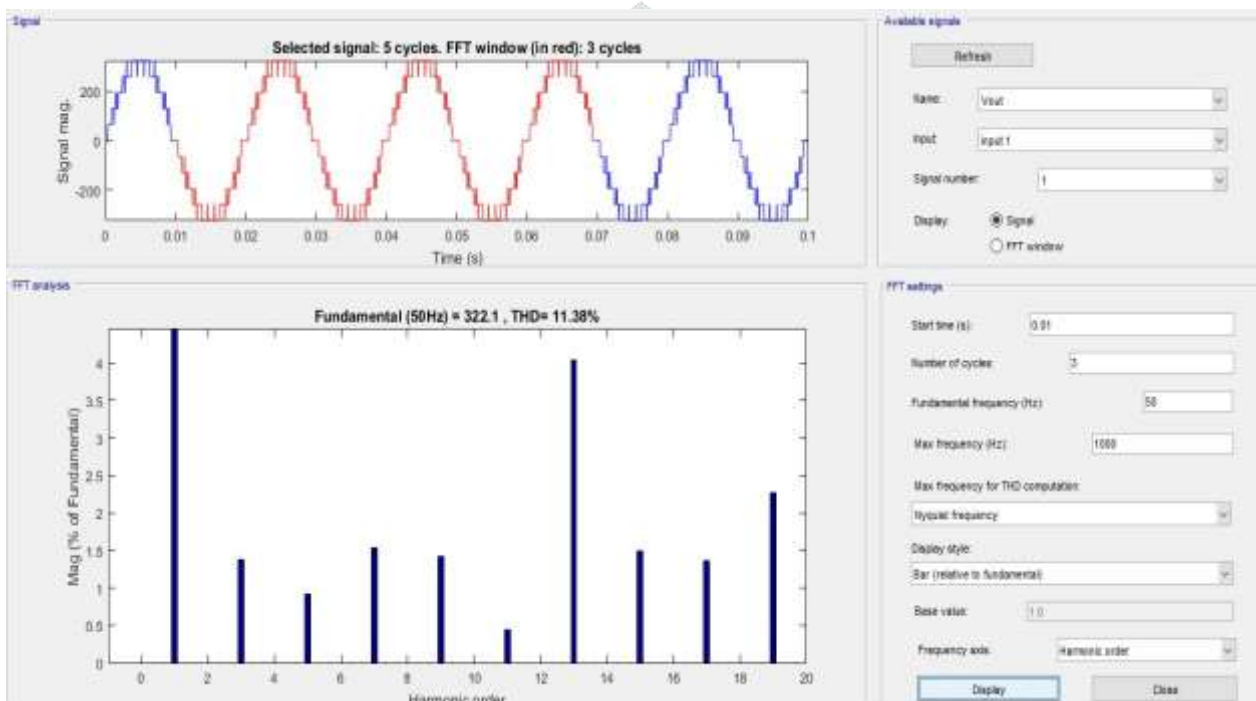 Signal
Selected signal: 5 cycles. FFT window (in red): 3 cycles
Signal mag.
200
0
-200
0 0.01 0.02 0.03 0.04 0.05 0.06 0.07 0.08 0.09 0.1
Time (s)
Available signals
Refresh
Name: Vout
Input: input 1
Signal number: 1
Display: Signal
FFT window
FFT analysis
Fundamental (50Hz) = 322.1 , THD= 11.38%
Mag (% of Fundamental)
4
3.5
3
2.5
2
1.5
1
0.5
0
0 2 4 6 8 10 12 14 16 18 20
Harmonic order
FFT settings
Start time (s): 0.01
Number of cycles: 3
Fundamental frequency (Hz): 50
Max frequency (Hz): 1000
Max frequency for THD computation:
Nyquist frequency
Display style:
Bar (relative to fundamental)
Base value: 1.0
Frequency axis: Harmonic order
Display Close